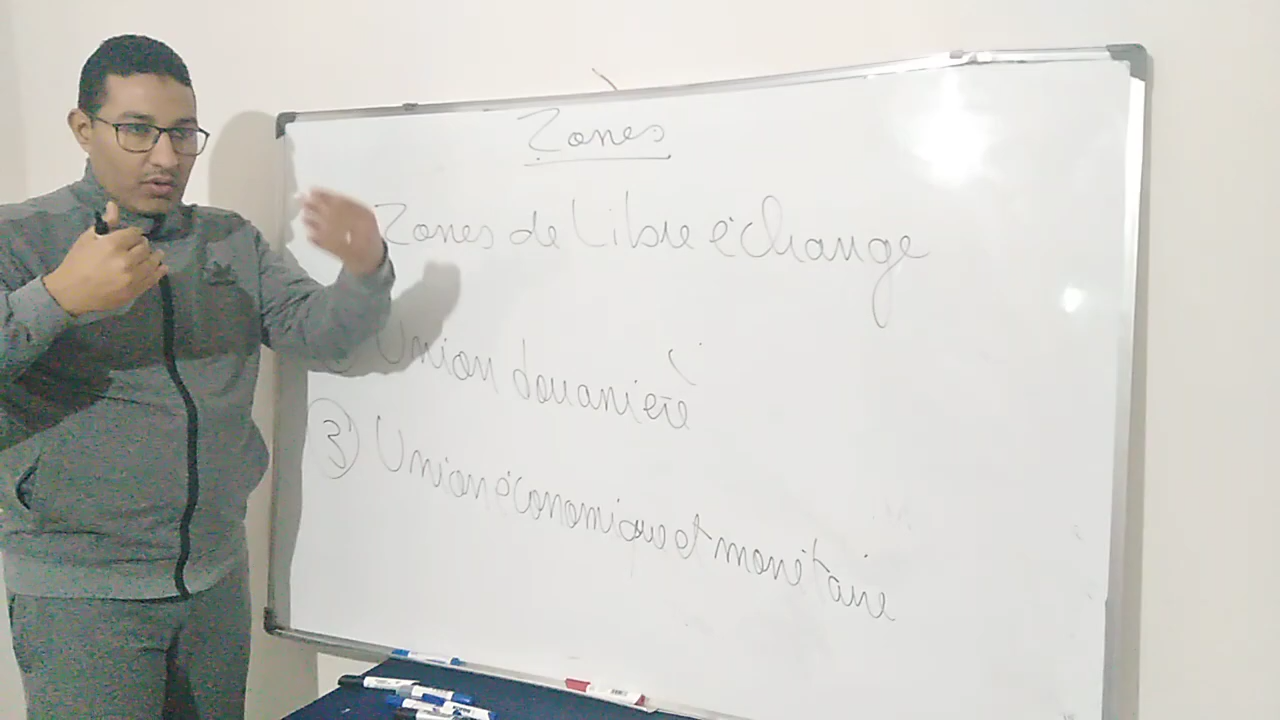 Zones
Zones de Libre échange
Union douanière
3 Union économique et monétaire